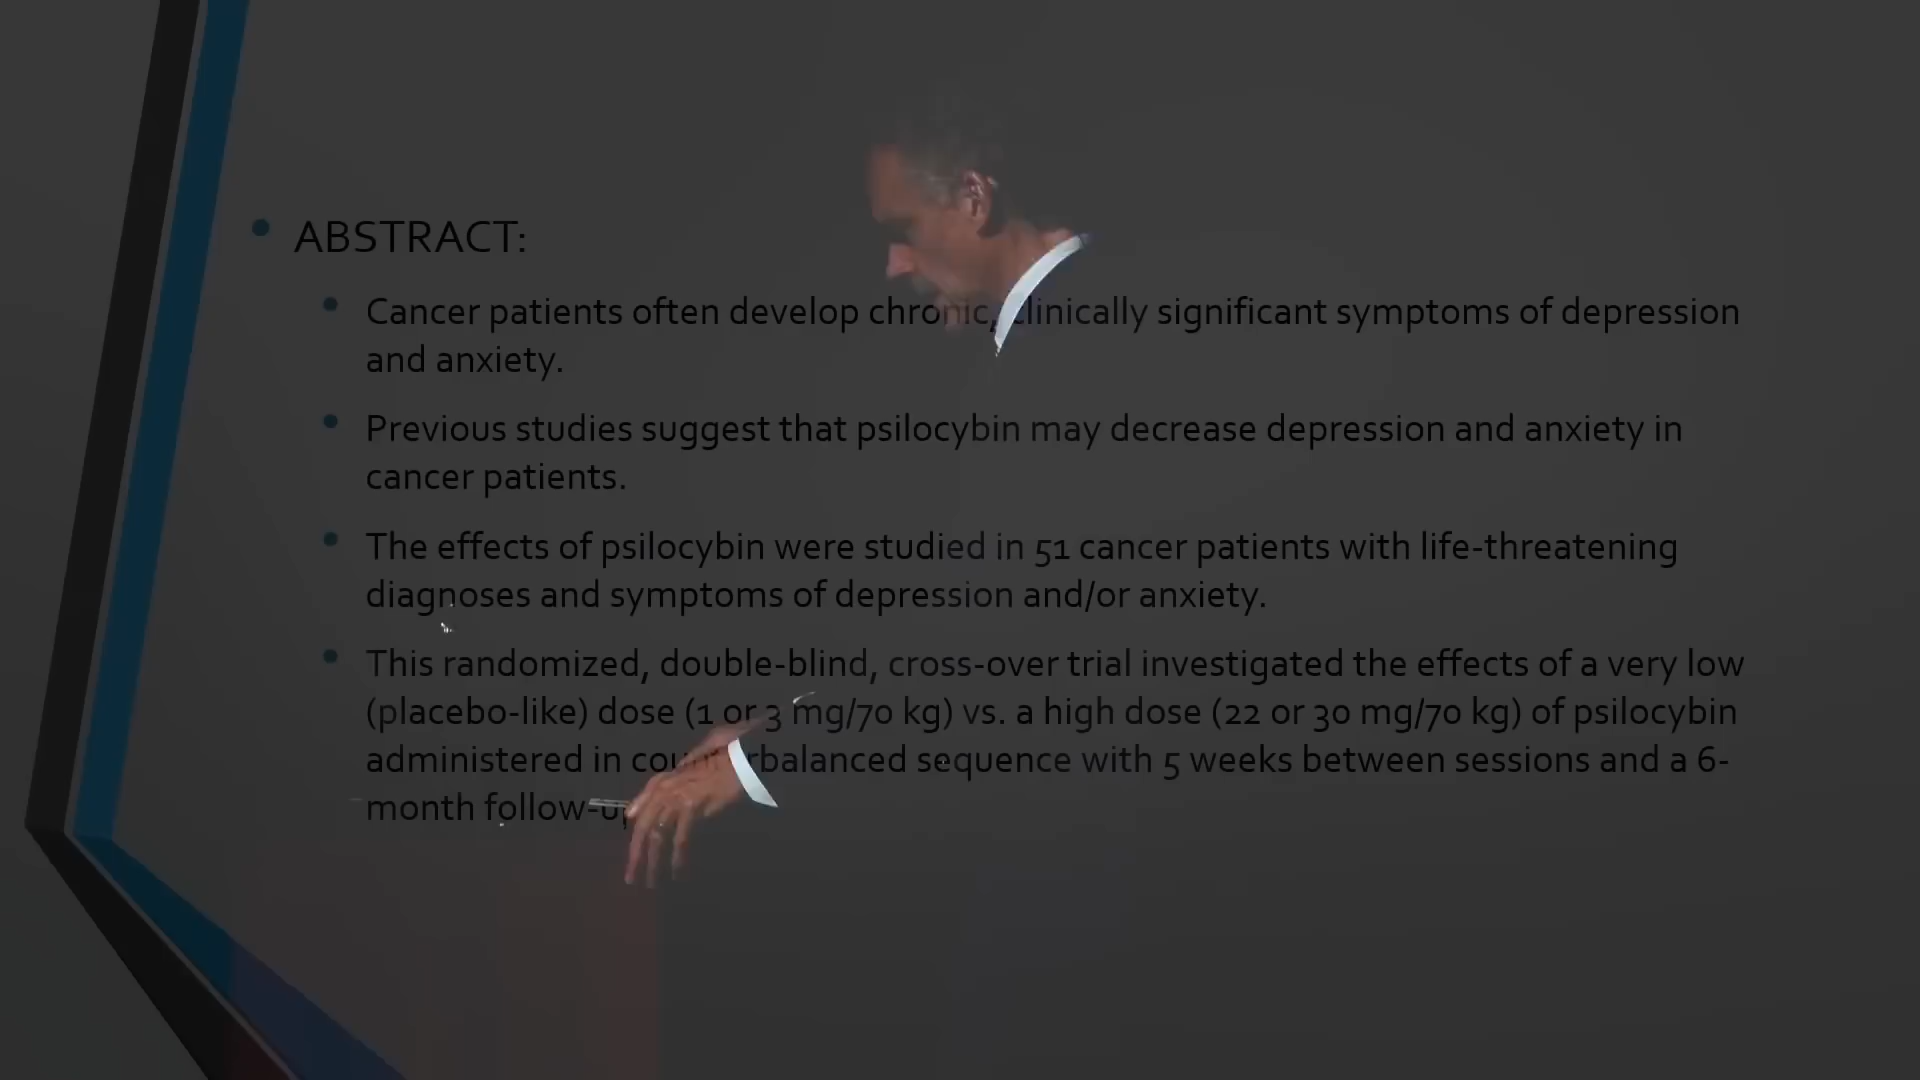 ABSTRACT:
Cancer patients often develop chronic, clinically significant symptoms of depression
and anxiety.
Previous studies suggest that psilocybin may decrease depression and anxiety in
cancer patients.
The effects of psilocybin were studied in 51 cancer patients with life-threatening
diagnoses and symptoms of depression and/or anxiety.
This randomized, double-blind, cross-over trial investigated the effects of a very low
(placebo-like) dose (1 or 3 mg/70 kg) vs. a high dose (22 or 30 mg/70 kg) of psilocybin
administered in counterbalanced sequence with 5 weeks between sessions and a 6-
month follow-up